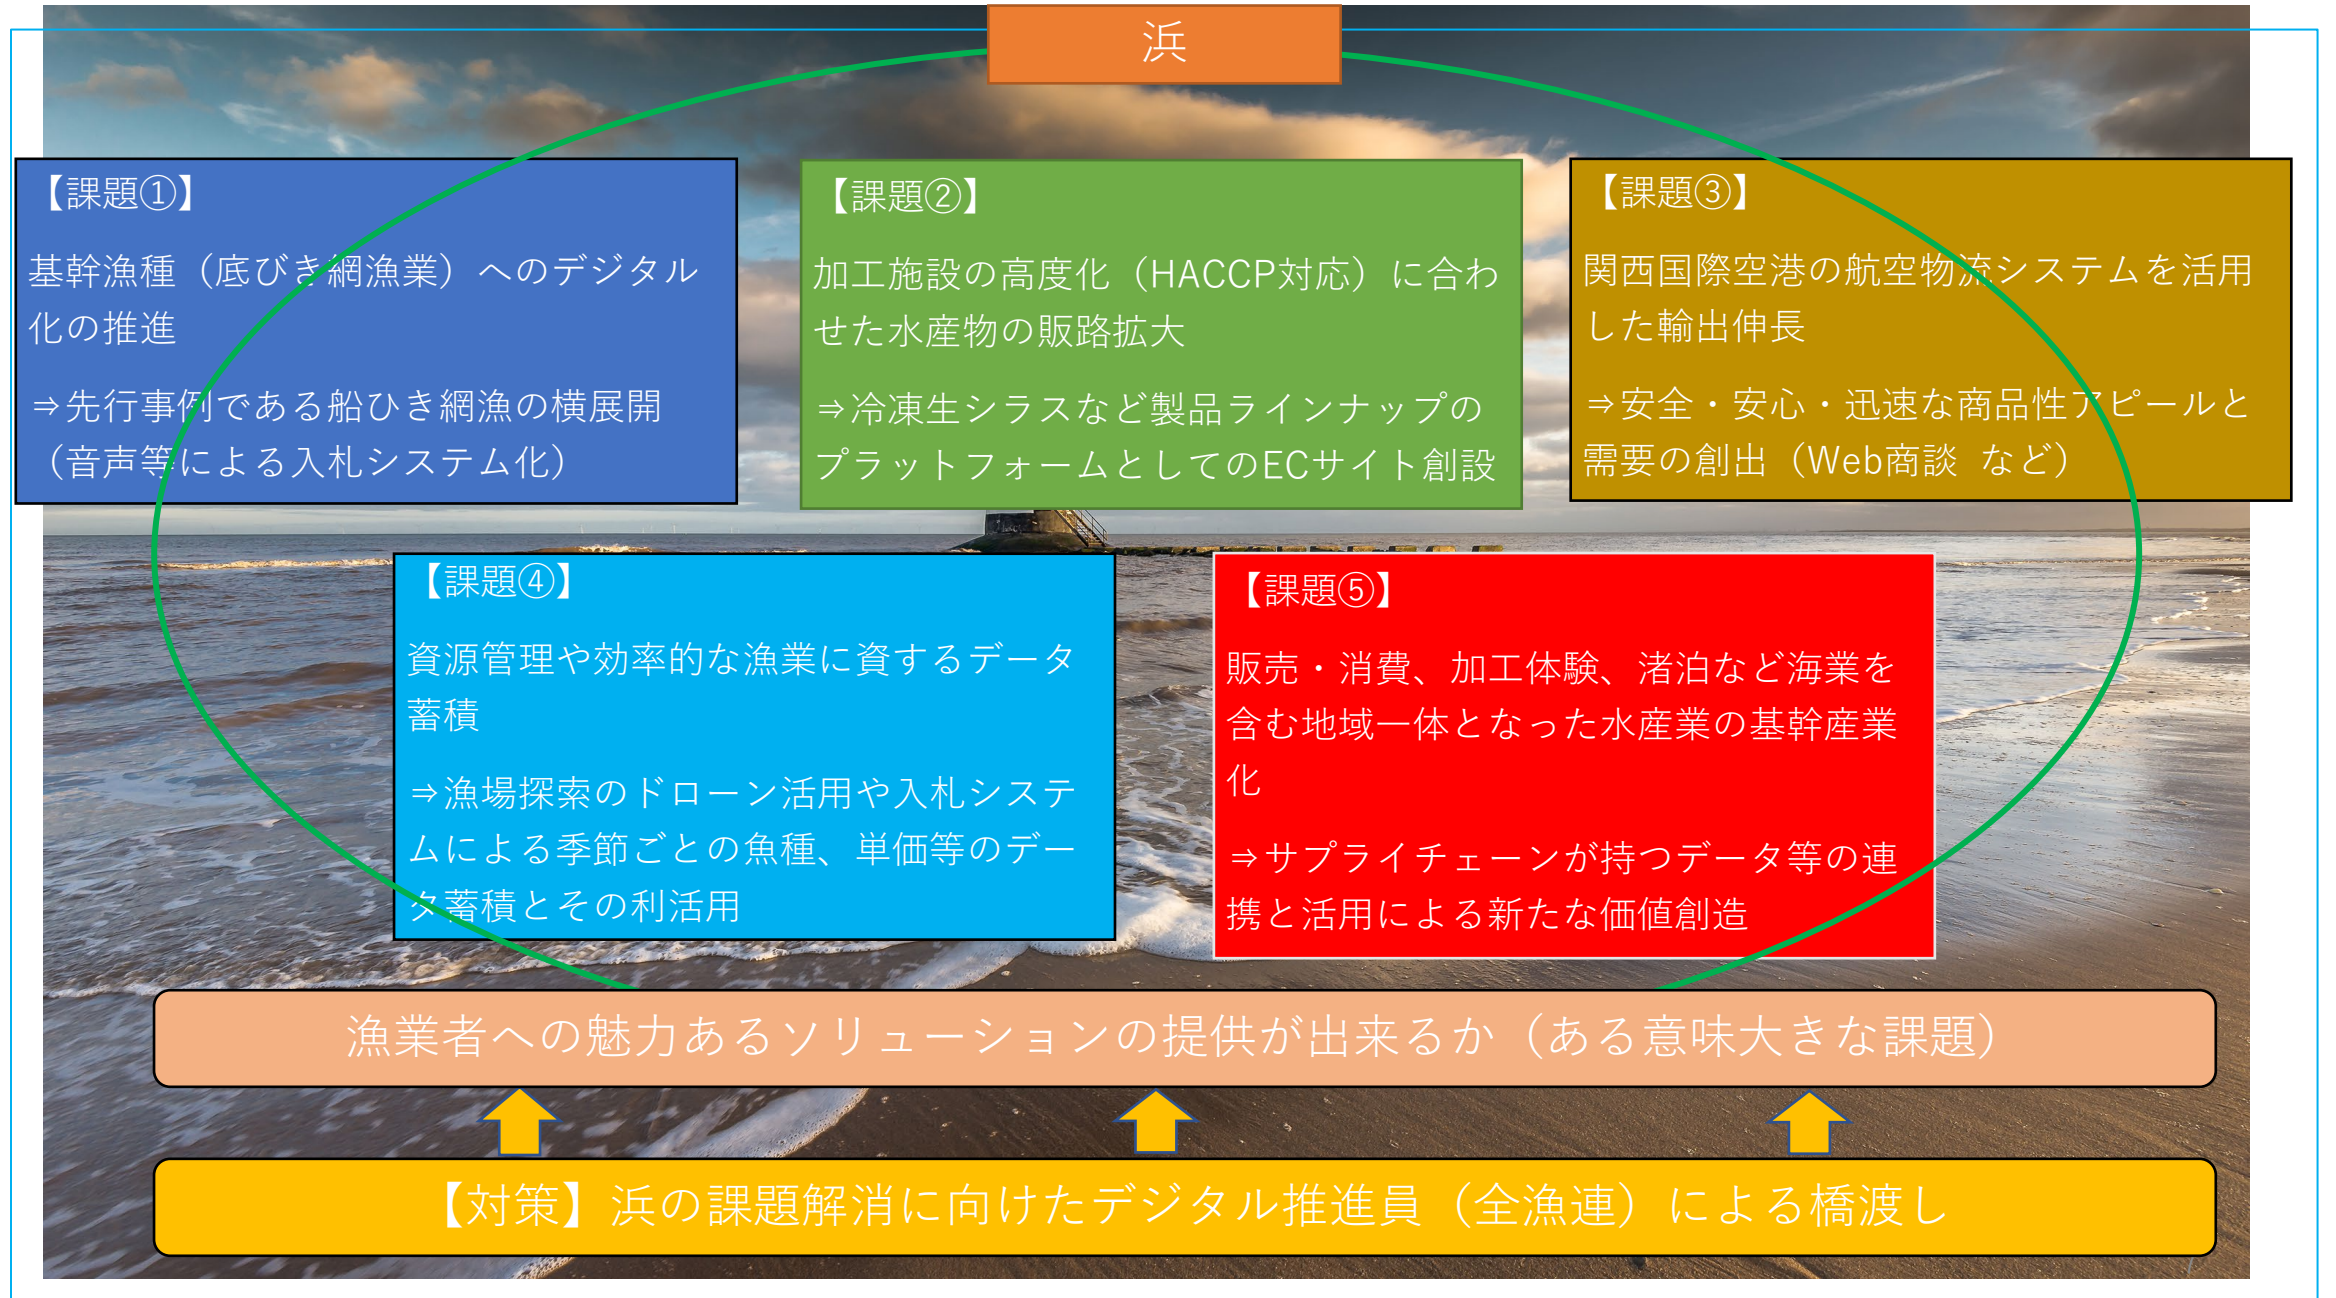 浜
【課題①】
基幹漁種（底びき網漁業）へのデジタル
化の推進
⇒先行事例である船ひき網漁の横展開
（音声等による入札システム化）
【課題②】
加工施設の高度化（HACCP対応）に合わ
せた水産物の販路拡大
⇒冷凍生シラスなど製品ラインナップの
プラットフォームとしてのECサイト創設
【課題③】
関西国際空港の航空物流システムを活用
した輸出伸長
⇒安全・安心・迅速な商品性アピールと
需要の創出（Web商談 など）
【課題④】
資源管理や効率的な漁業に資するデータ
蓄積
⇒漁場探索のドローン活用や入札システ
ムによる季節ごとの魚種、単価等のデー
タ蓄積とその利活用
【課題⑤】
販売・消費、加工体験、渚泊など海業を
含む地域一体となった水産業の基幹産業
化
⇒サプライチェーンが持つデータ等の連
携と活用による新たな価値創造
漁業者への魅力あるソリューションの提供が出来るか（ある意味大きな課題）
【対策】浜の課題解消に向けたデジタル推進員（全漁連）による橋渡し